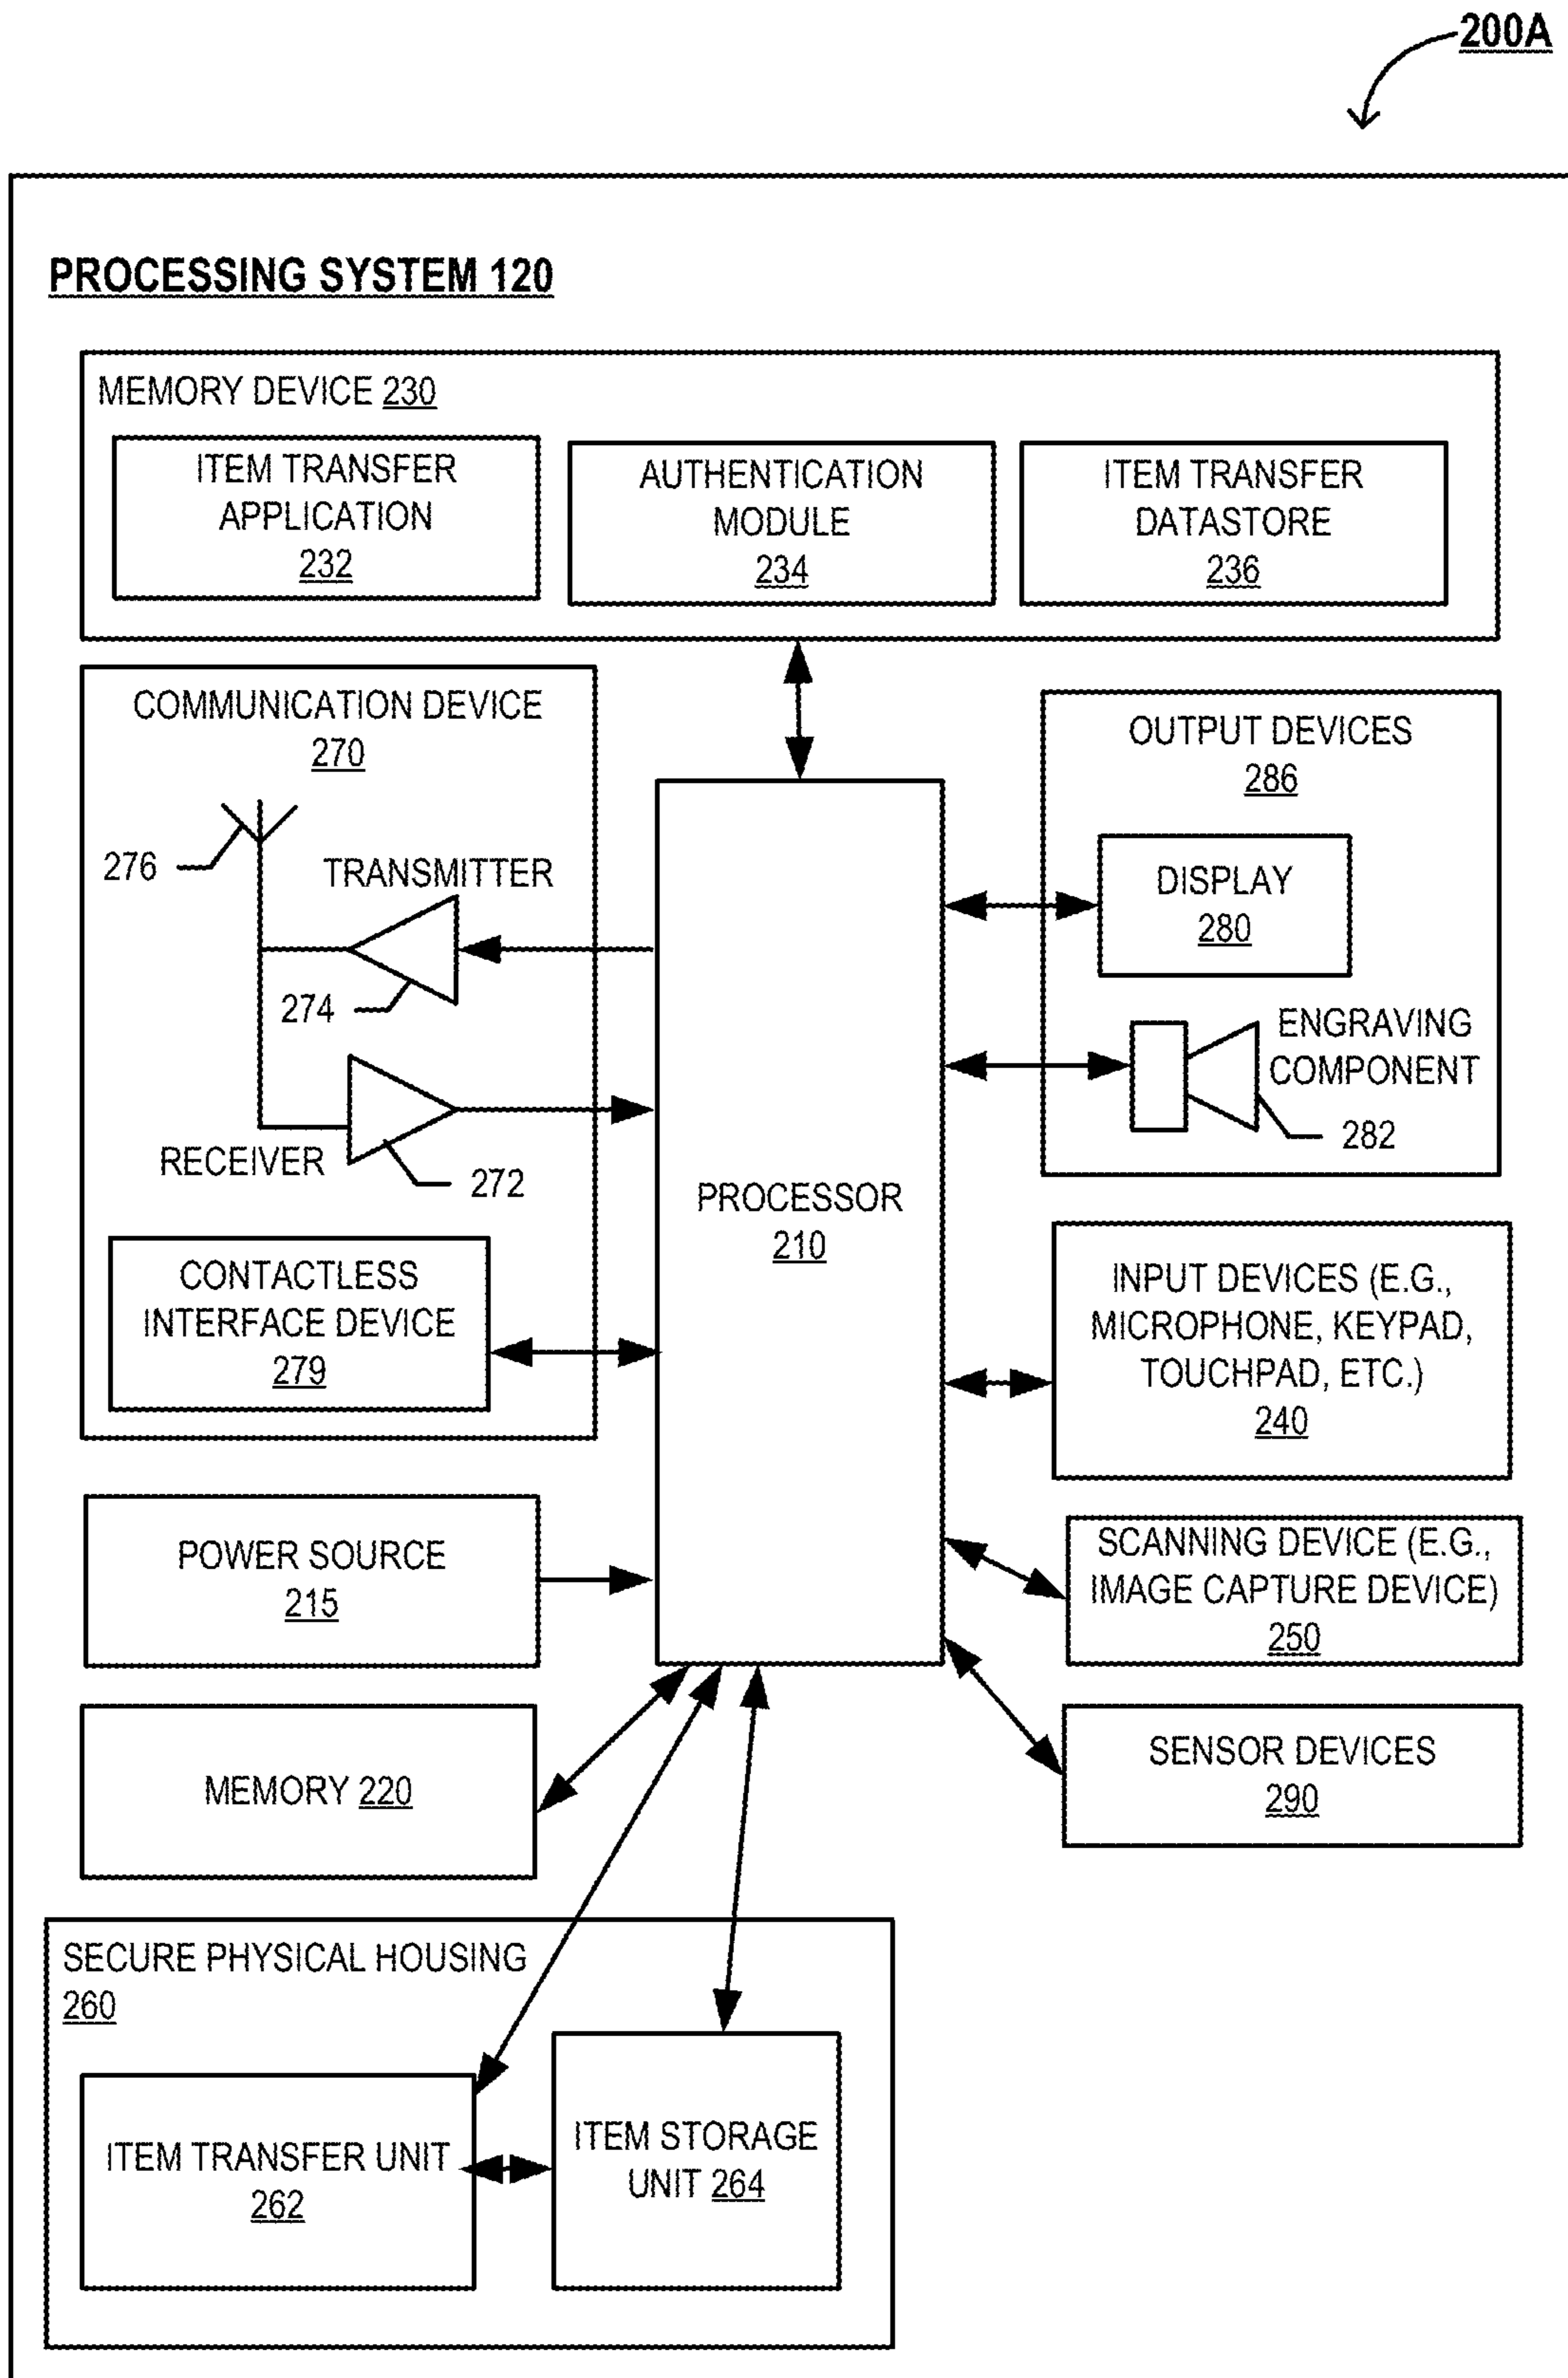 200A
PROCESSING SYSTEM 120
MEMORY DEVICE 230
ITEM TRANSFER
APPLICATION
232
AUTHENTICATION
MODULE
234
ITEM TRANSFER
DATASTORE
236
COMMUNICATION DEVICE
270
276
TRANSMITTER
274
RECEIVER
272
CONTACTLESS
INTERFACE DEVICE
279
PROCESSOR
210
OUTPUT DEVICES
286
DISPLAY
280
ENGRAVING
COMPONENT
282
INPUT DEVICES (E.G.,
MICROPHONE, KEYPAD,
TOUCHPAD, ETC.)
240
POWER SOURCE
215
SCANNING DEVICE (E.G.,
IMAGE CAPTURE DEVICE)
250
MEMORY 220
SENSOR DEVICES
290
SECURE PHYSICAL HOUSING
260
ITEM TRANSFER UNIT
262
ITEM STORAGE
UNIT 264